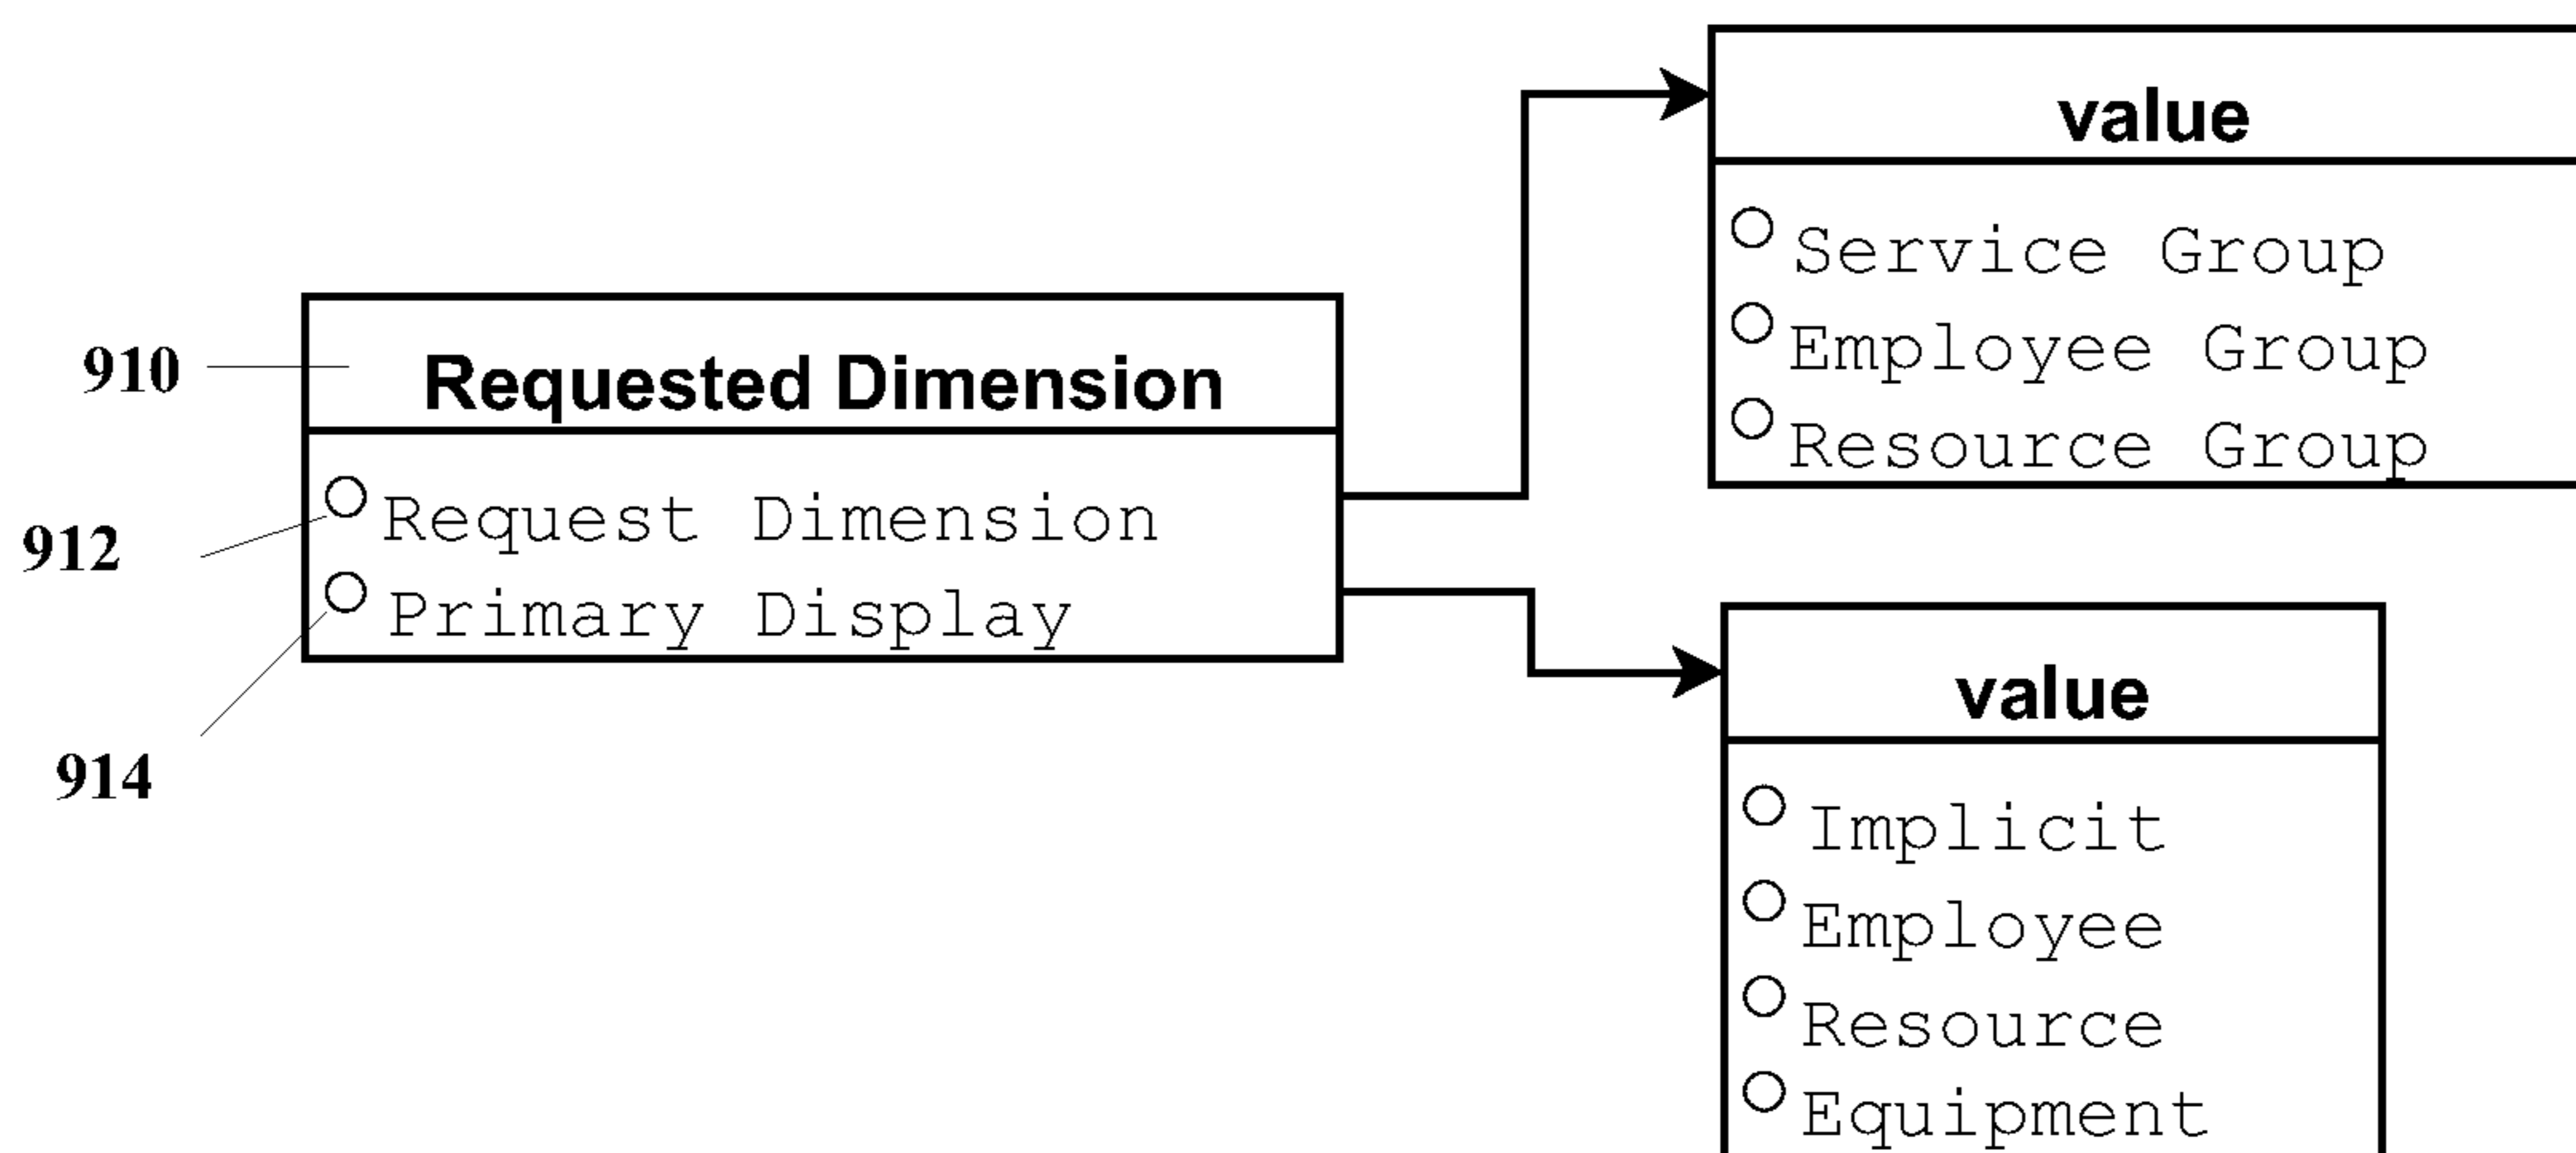 910
Requested Dimension
912
Request Dimension
Primary Display
914
value
Service Group
Employee Group
Resource Group
value
Implicit
Employee
Resource
Equipment